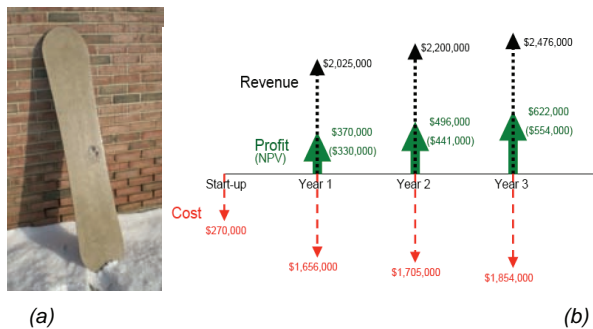 $2,025,000
$2,200,000
$2,476,000
Revenue
Profit
(NPV)
$370,000
($330,000)
$496,000
($441,000)
$622,000
($554,000)
Start-up
Year 1
Year 2
Year 3
Cost
$270,000
$1,656,000
$1,705,000
$1,854,000
(a)
(b)